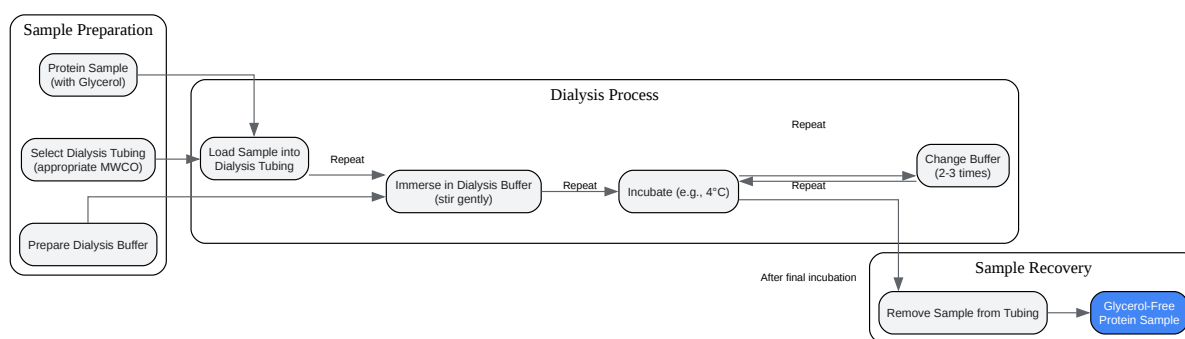 Sample Preparation
Protein Sample
(with Glycerol)
Select Dialysis Tubing
(appropriate MWCO)
Prepare Dialysis Buffer
Dialysis Process
Load Sample into
Dialysis Tubing
Repeat
Immerse in Dialysis Buffer
(stir gently)
Repeat
Incubate (e.g., 4°C)
Repeat
Repeat
Change Buffer
(2-3 times)
After final incubation
Sample Recovery
Remove Sample from Tubing
Glycerol-Free
Protein Sample